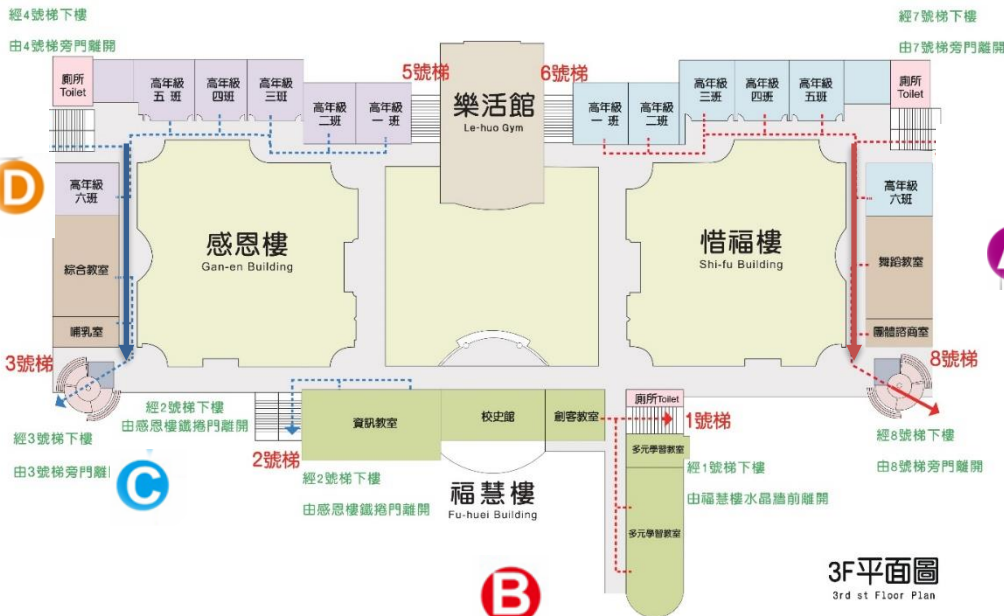 經4號梯下樓
由4號梯旁門離開
經7號梯下樓
由7號梯旁門離開
廁所
Toilet
高年級
五 班
高年級
四 班
高年級
三 班
高年級
二 班
高年級
一 班
5號梯
樂活館
Le-huo Gym
6號梯
高年級
一 班
高年級
二 班
高年級
三 班
高年級
四 班
高年級
五 班
廁所
Toilet
D
高年級
六 班
綜合教室
哺乳室
感恩樓
Gan-en Building
惜福樓
Shi-fu Building
高年級
六 班
舞蹈教室
團體諮商室
3號梯
8號梯
經3號梯下樓
由3號梯旁門
C
經2號梯下樓
由感恩樓鐵捲門離開
2號梯
資訊教室
校史館
創客教室
廁所Toilet
1號梯
多元學習教室
多元學習教室
經2號梯下樓
由感恩樓鐵捲門離開
福慧樓
Fu-huei Building
經1號梯下樓
由福慧樓水晶牆前離開
經8號梯下樓
由8號梯旁門離開
B
3F平面圖
3rd st Floor Plan